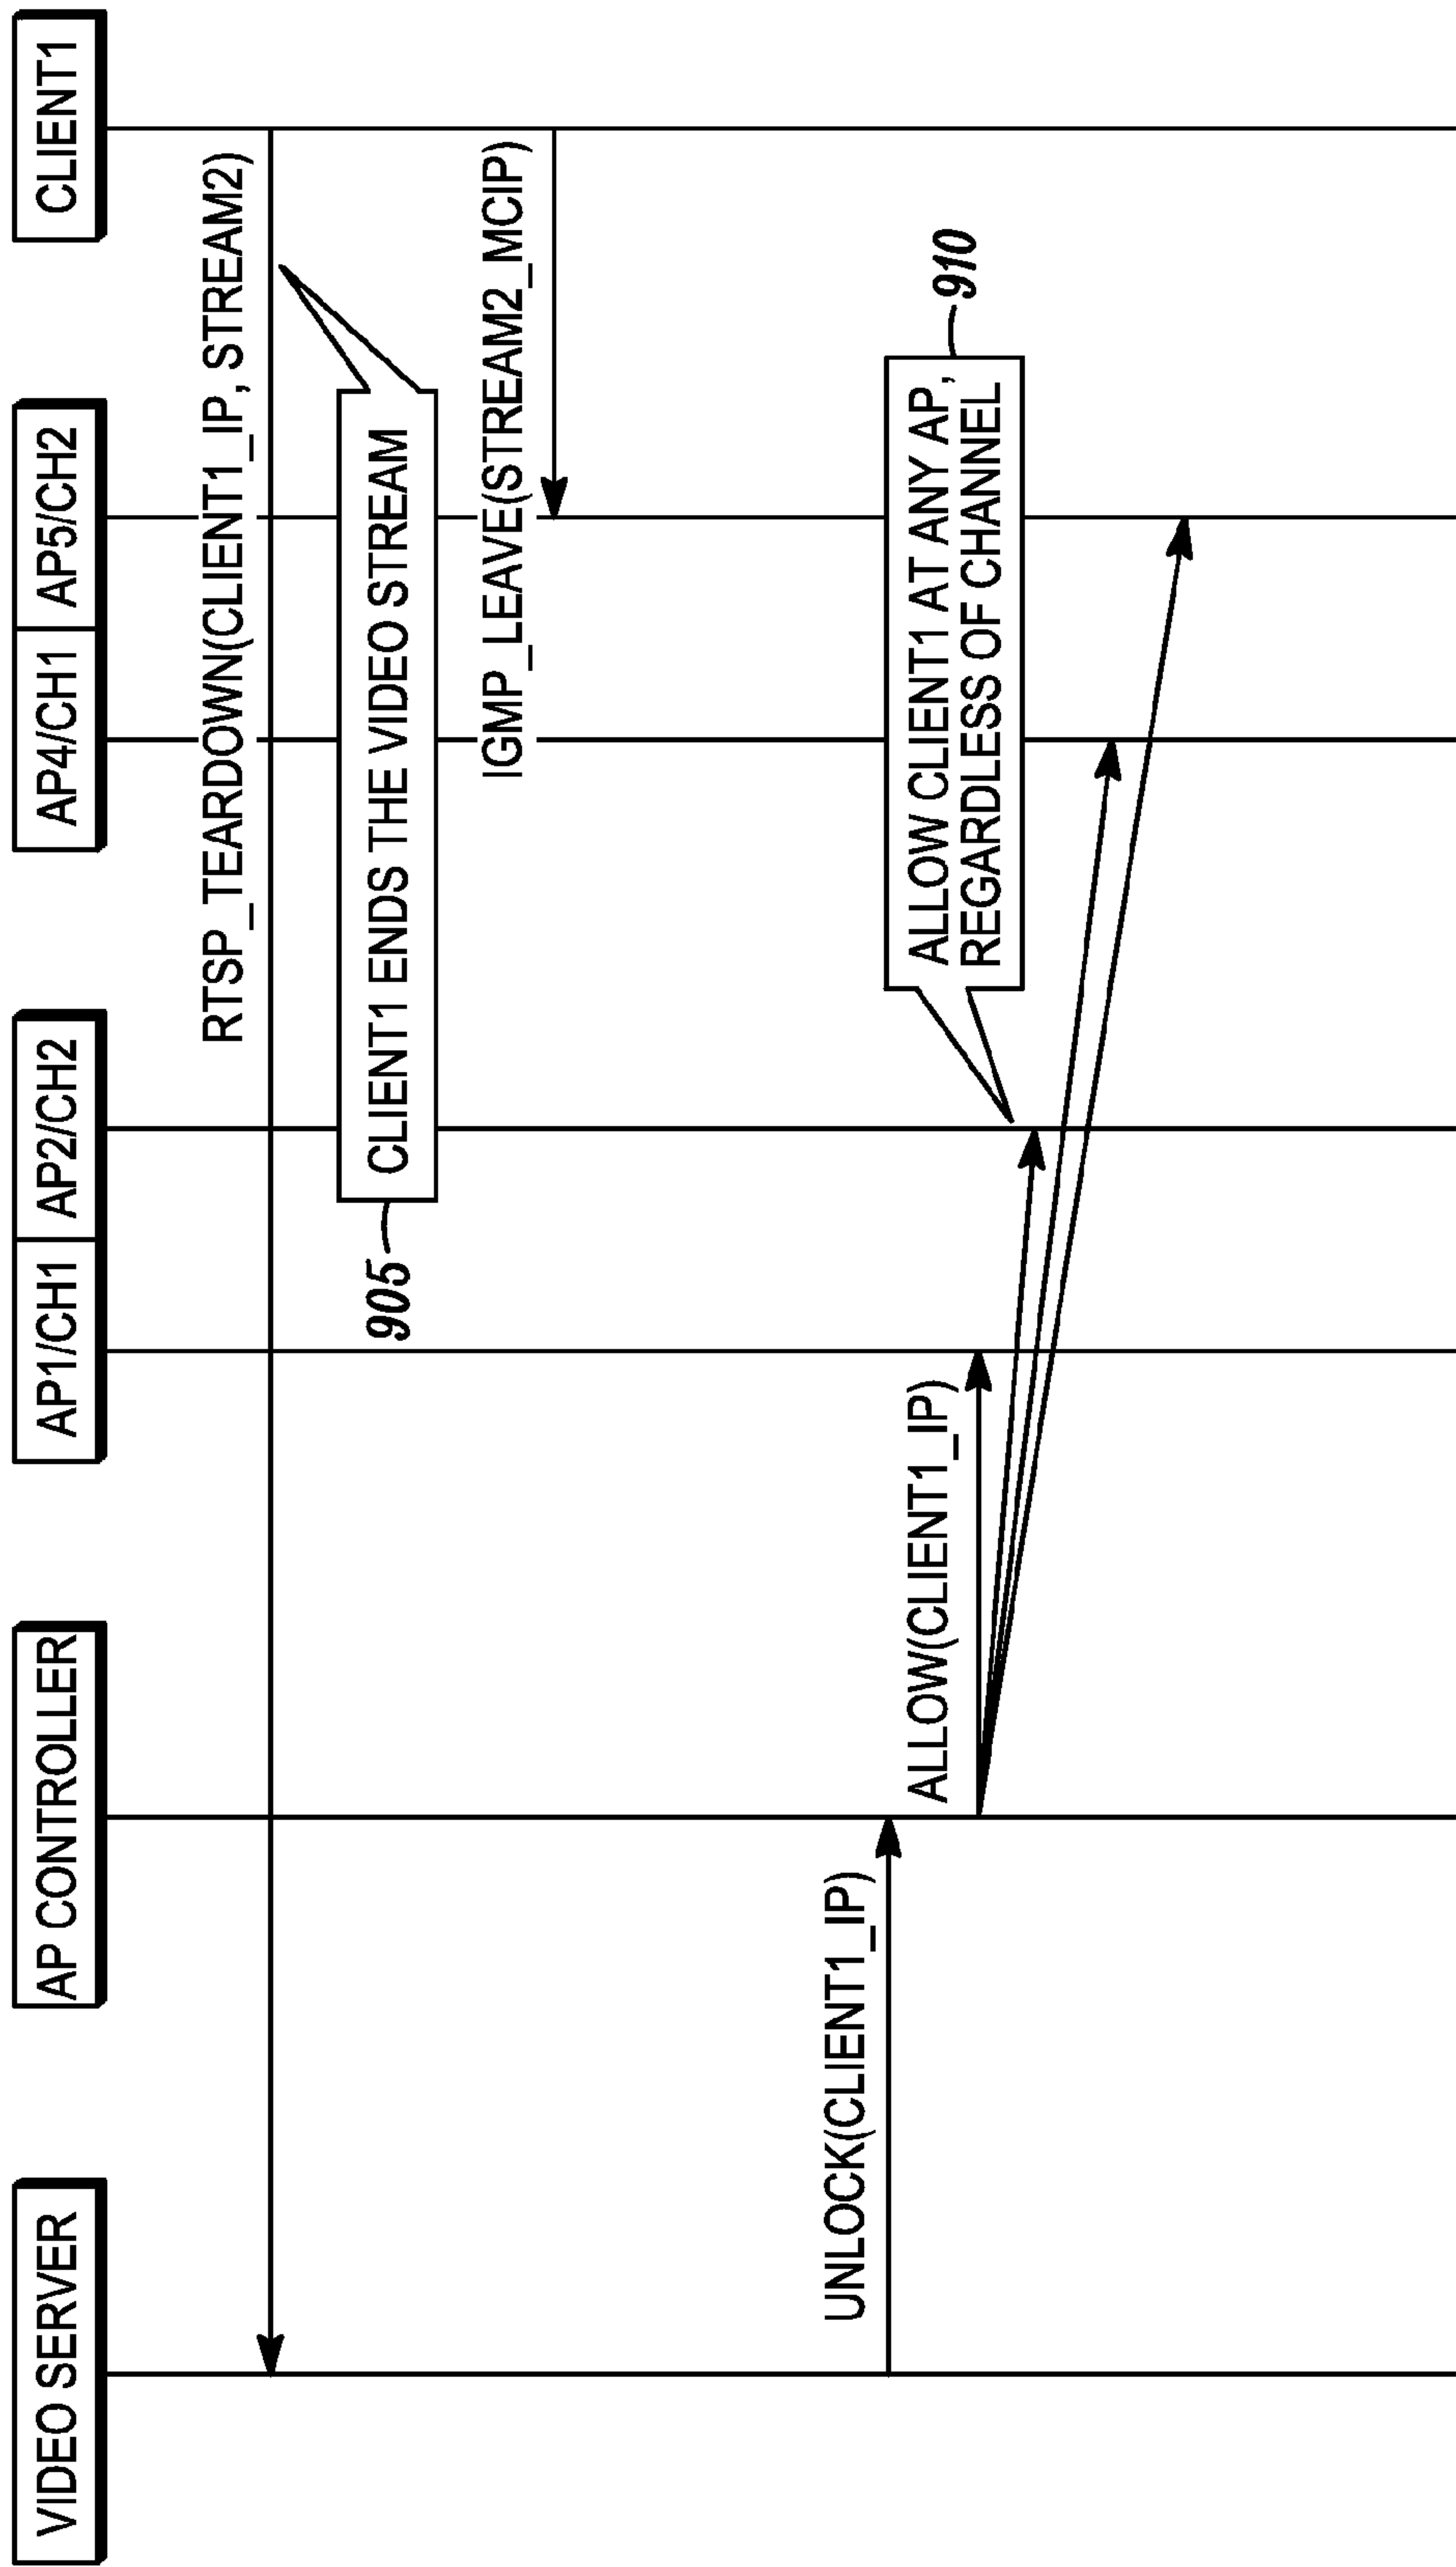 VIDEO SERVER
AP CONTROLLER
AP1/CH1
AP2/CH2
AP4/CH1
AP5/CH2
CLIENT1
RTSP_TEARDOWN(CLIENT1_IP, STREAM2)
905
CLIENT1 ENDS THE VIDEO STREAM
IGMP_LEAVE(STREAM2_MCIP)
UNLOCK(CLIENT1_IP)
ALLOW(CLIENT1_IP)
ALLOW CLIENT1 AT ANY AP,
REGARDLESS OF CHANNEL
910